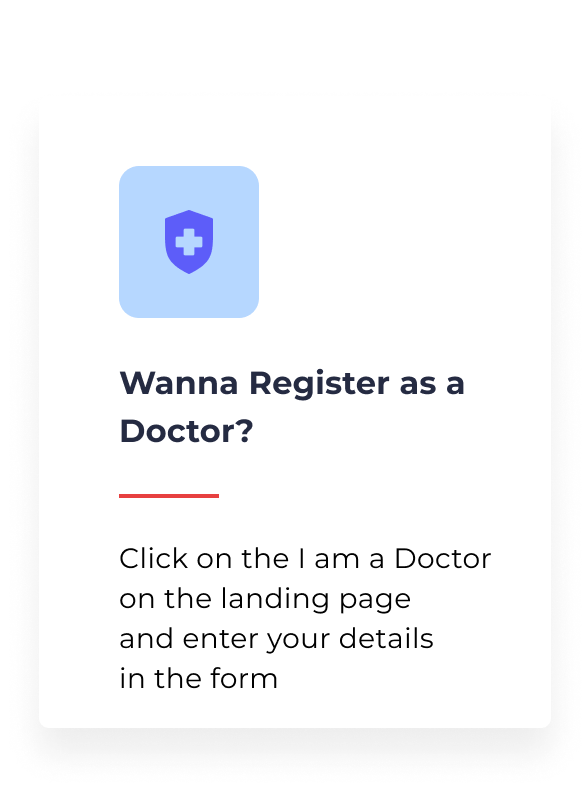 Wanna Register as a
Doctor?
Click on the I am a Doctor
on the landing page
and enter your details
in the form